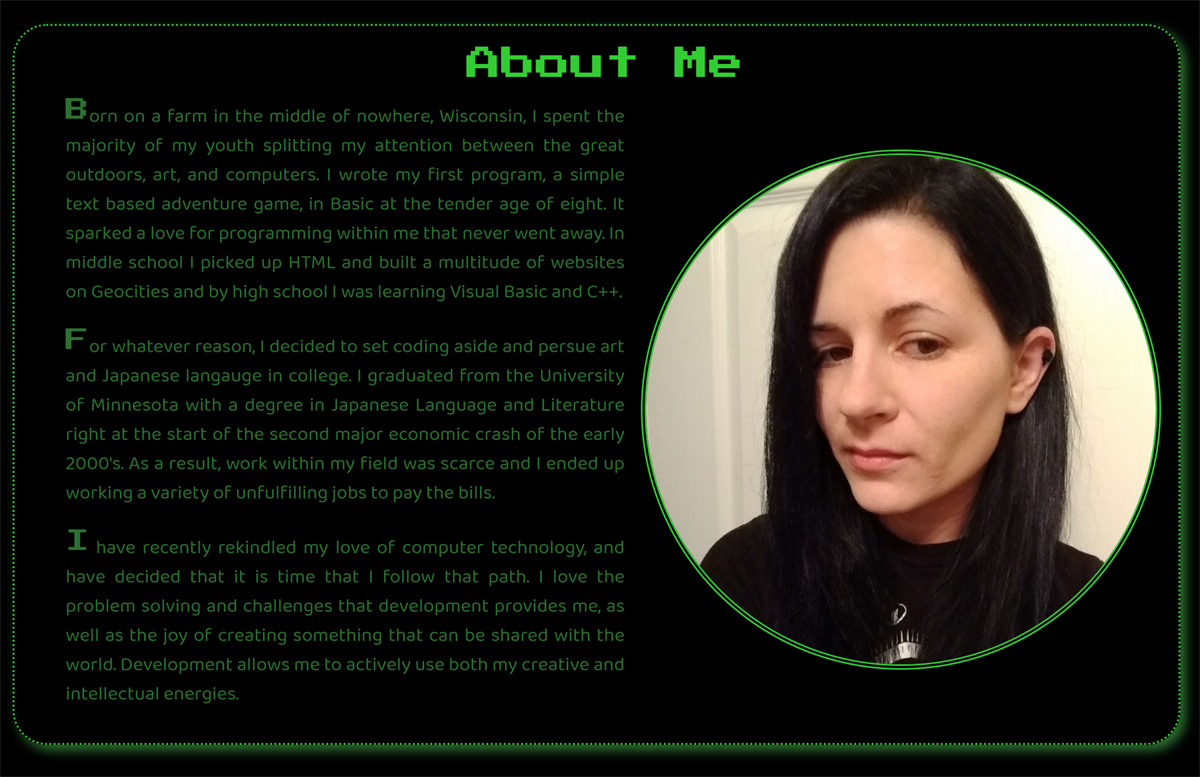 About Me
Born on a farm in the middle of nowhere, Wisconsin, I spent the
majority of my youth splitting my attention between the great
outdoors, art, and computers. I wrote my first program, a simple
text based adventure game, in Basic at the tender age of eight. It
sparked a love for programming within me that never went away. In
middle school I picked up HTML and built a multitude of websites
on Geocities and by high school I was learning Visual Basic and C++.
For whatever reason, I decided to set coding aside and persue art
and Japanese langauge in college. I graduated from the University
of Minnesota with a degree in Japanese Language and Literature
right at the start of the second major economic crash of the early
2000's. As a result, work within my field was scarce and I ended up
working a variety of unfulfilling jobs to pay the bills.
I have recently rekindled my love of computer technology, and
have decided that it is time that I follow that path. I love the
problem solving and challenges that development provides me, as
well as the joy of creating something that can be shared with the
world. Development allows me to actively use both my creative and
intellectual energies.